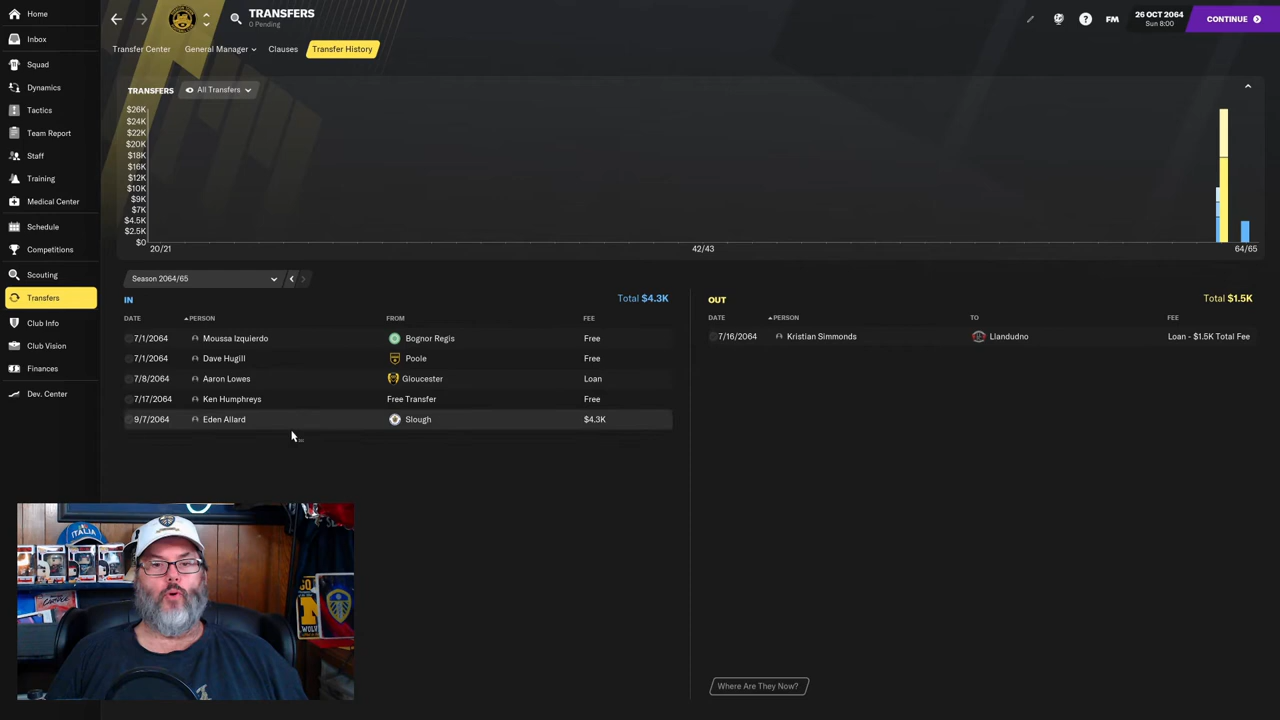 Home
Inbox
Squad
Dynamics
Tactics
Team Report
Staff
Training
Medical Center
Schedule
Competitions
Scouting
Transfers
Club Info
Club Vision
Finances
Dev. Center
TRANSFERS
0 Pending
FM
26 OCT 2064
Sun 8:00
CONTINUE
Transfer Center
General Manager
Clauses
Transfer History
TRANSFERS
All Transfers
$26K
$24K
$22K
$20K
$18K
$16K
$12K
$10K
$9K
$7K
$4.5K
$2.5K
$0
20/21
42/43
64/65
Season 2064/65
IN
Total $4.3K
DATE PERSON FROM FEE
7/1/2064 Moussa Izquierdo Bognor Regis Free
7/1/2064 Dave Hugill Poole Free
7/8/2064 Aaron Lowes Gloucester Loan
7/17/2064 Ken Humphreys Free Transfer Free
9/7/2064 Eden Allard Slough $4.3K
OUT
Total $1.5K
DATE PERSON TO FEE
7/16/2064 Kristian Simmonds Llandudno Loan - $1.5K Total Fee
ITALIA
Where Are They Now?